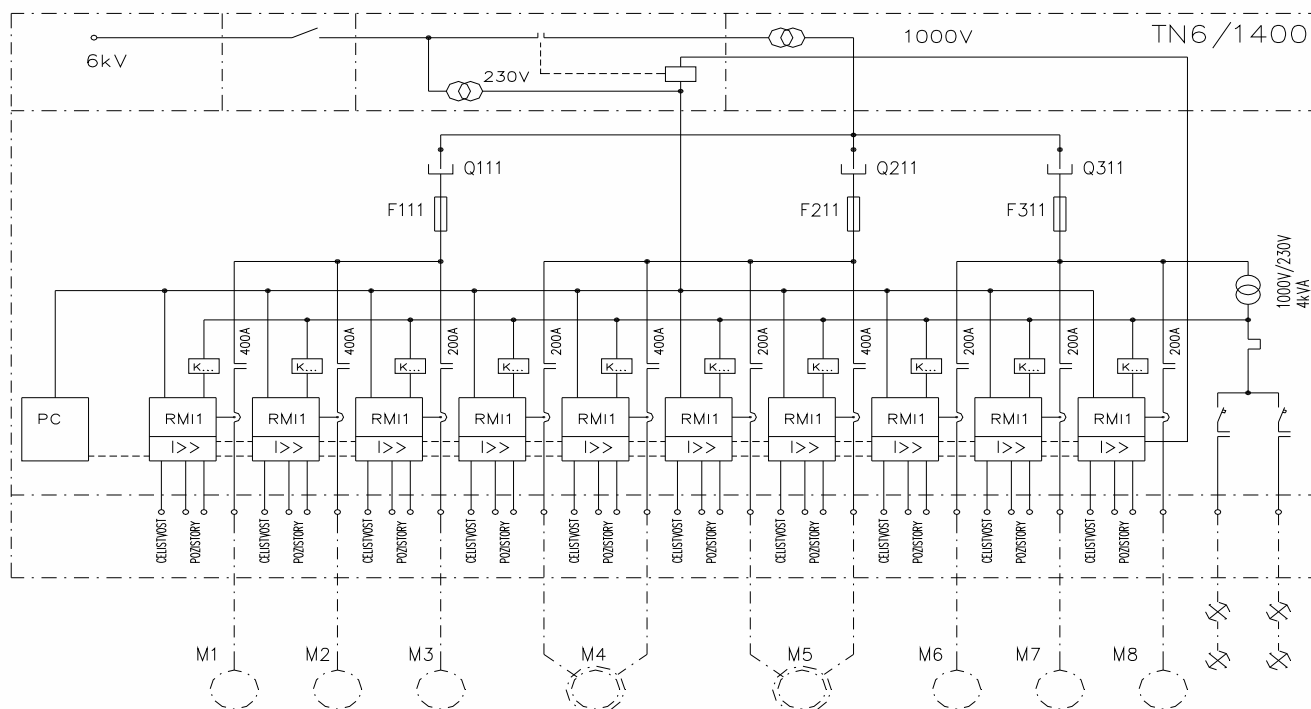 TN6/1400
1000V
6kV
230V
Q111
Q211
Q311
F111
F211
F311
1000V/230V
4kVA
400A
400A
200A
200A
200A
200A
400A
200A
200A
200A
K...
K...
K...
K...
K...
K...
K...
K...
K...
K...
PC
RMI1
RMI1
RMI1
RMI1
RMI1
RMI1
RMI1
RMI1
RMI1
RMI1
I>>
I>>
I>>
I>>
I>>
I>>
I>>
I>>
I>>
I>>
CELISTVOST
POZISTORY
CELISTVOST
POZISTORY
CELISTVOST
POZISTORY
CELISTVOST
POZISTORY
CELISTVOST
POZISTORY
CELISTVOST
POZISTORY
CELISTVOST
POZISTORY
CELISTVOST
POZISTORY
CELISTVOST
POZISTORY
CELISTVOST
POZISTORY
M1
M2
M3
M4
M5
M6
M7
M8